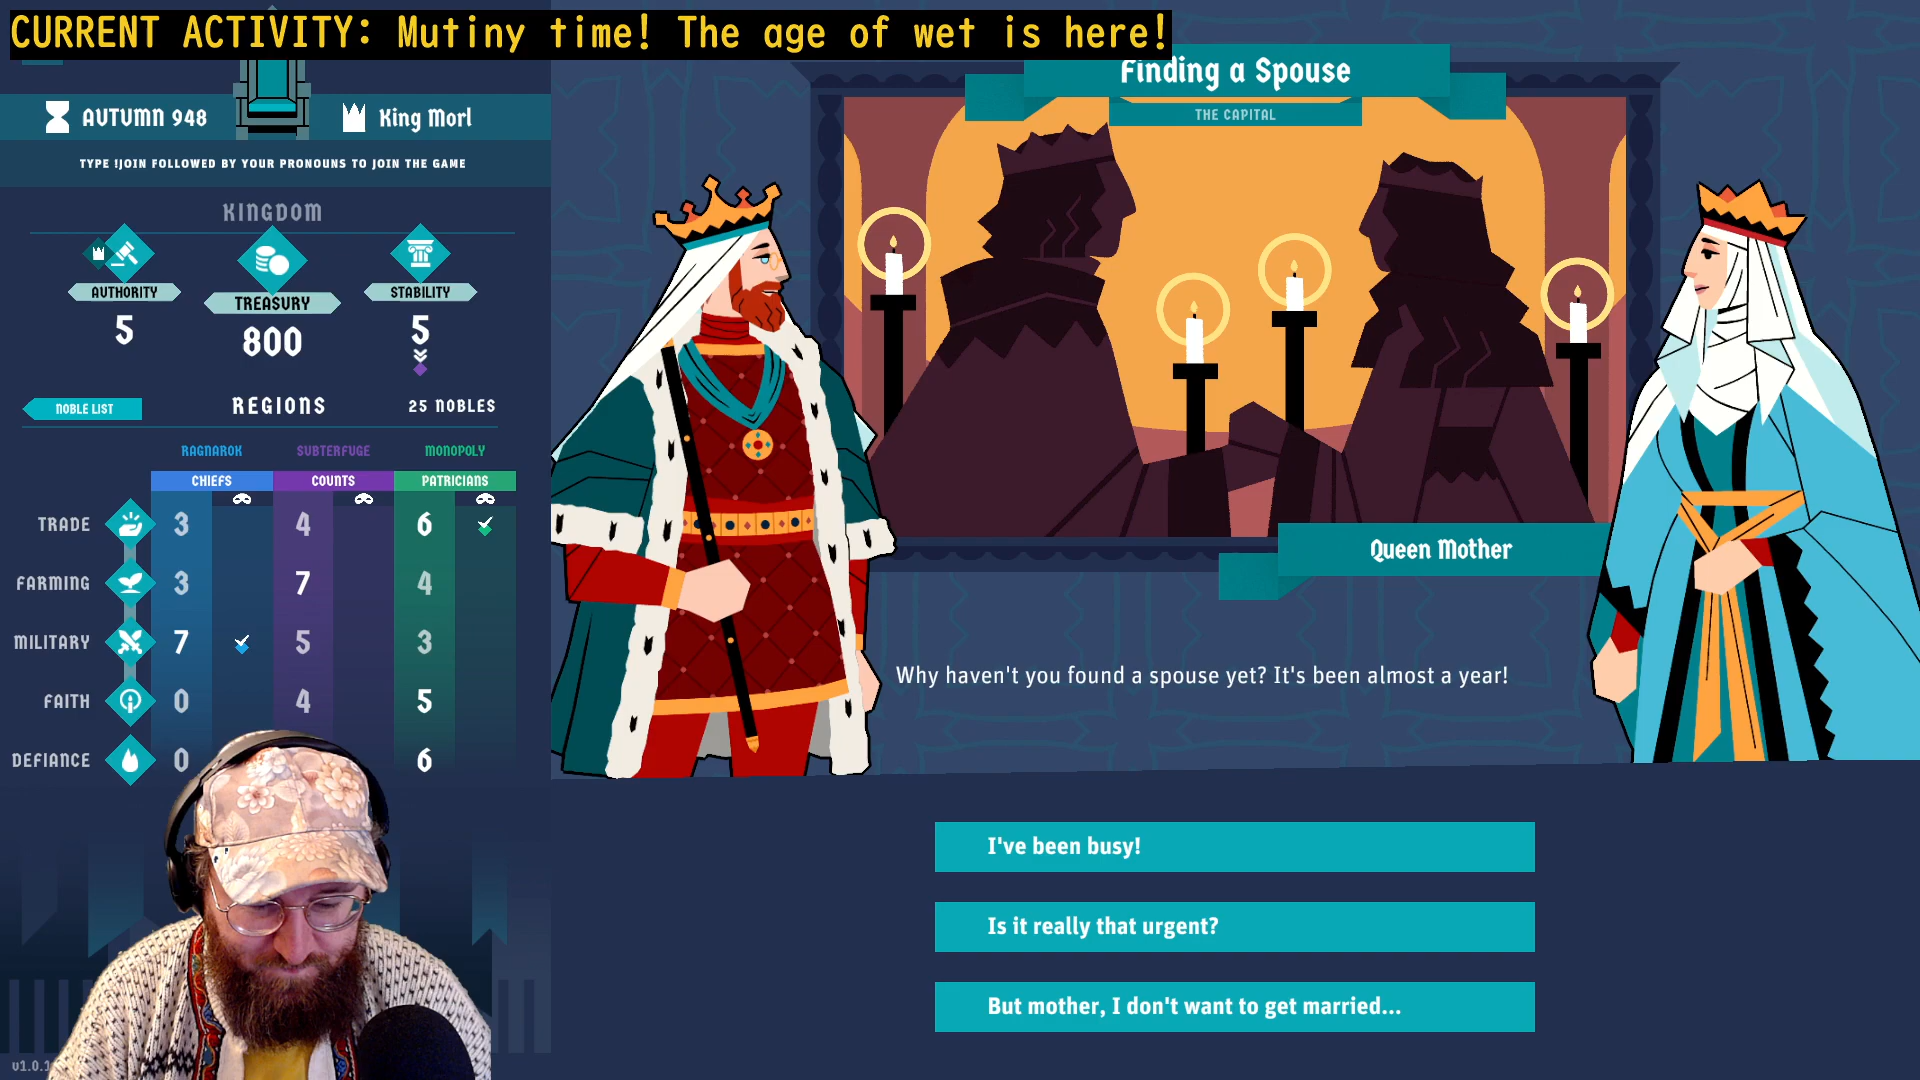 CURRENT ACTIVITY: Mutiny time! The age of wet is here!
AUTUMN 948
King Morl
TYPE !JOIN FOLLOWED BY YOUR PRONOUNS TO JOIN THE GAME
KINGDOM
AUTHORITY
TREASURY
STABILITY
5
800
5
NOBLE LIST
REGIONS
25 NOBLES
RAGNAROK
SUBTERFUGE
MONOPOLY
CHIEFS
COUNTS
PATRICIANS
TRADE
3
4
6
FARMING
3
7
4
MILITARY
7
5
3
FAITH
0
4
5
DEFIANCE
0
6
Finding a Spouse
THE CAPITAL
Queen Mother
Why haven't you found a spouse yet? It's been almost a year!
I've been busy!
Is it really that urgent?
But mother, I don't want to get married...